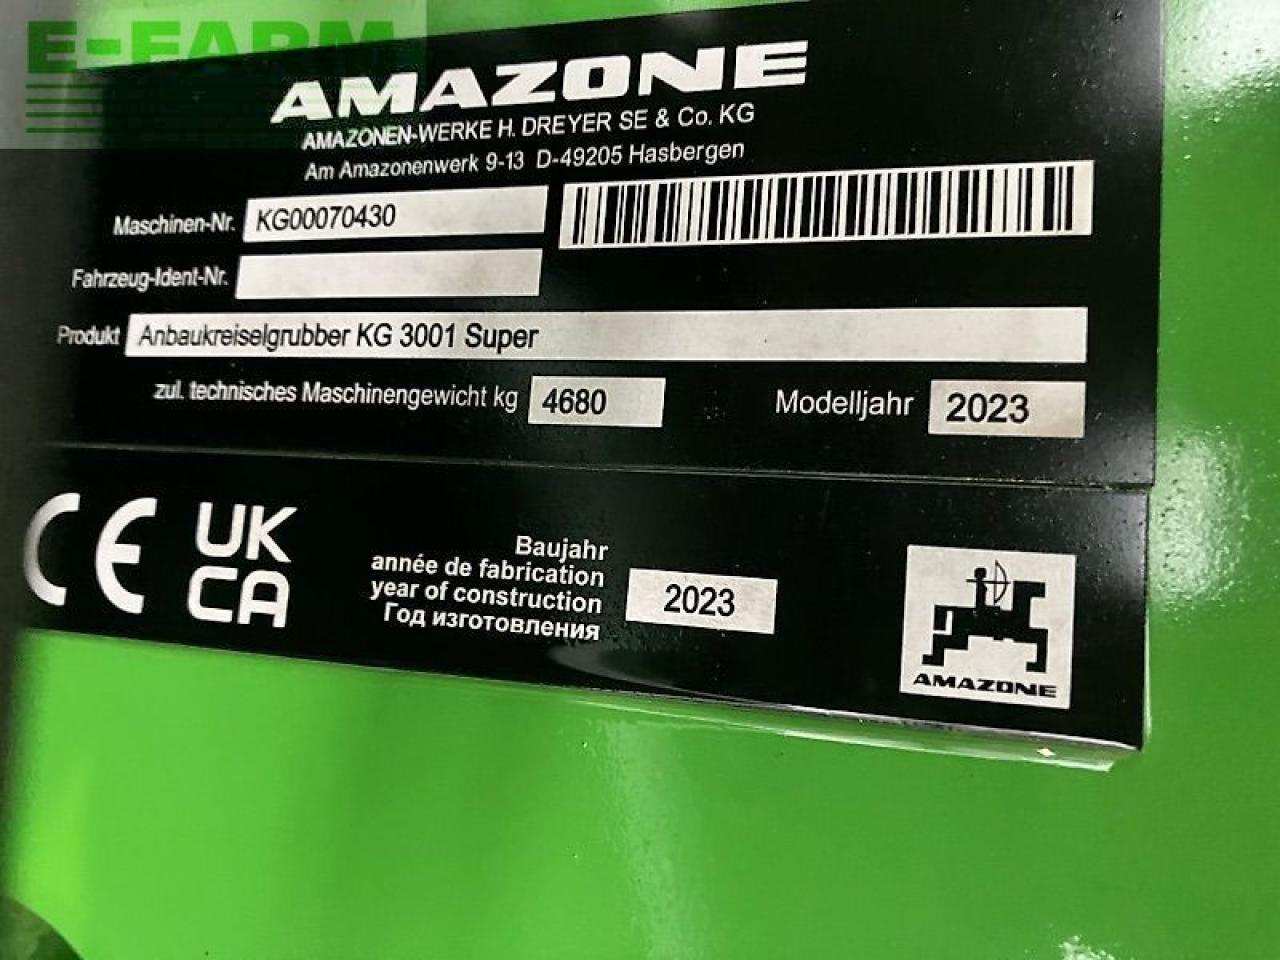 E-FARM
AMAZONE
AMAZONEN-WERKE H. DREYER SE & Co. KG
Am Amazonenwerk 9-13 D-49205 Hasbergen
Maschinen-Nr. KG00070430
Fahrzeug-Ident-Nr.
Produkt Anbaukreiselgrubber KG 3001 Super
zul. technisches Maschinengewicht kg 4680 Modelljahr 2023
CE
UK
CA
Baujahr
année de fabrication
year of construction 2023
Год изготовления
AMAZONE